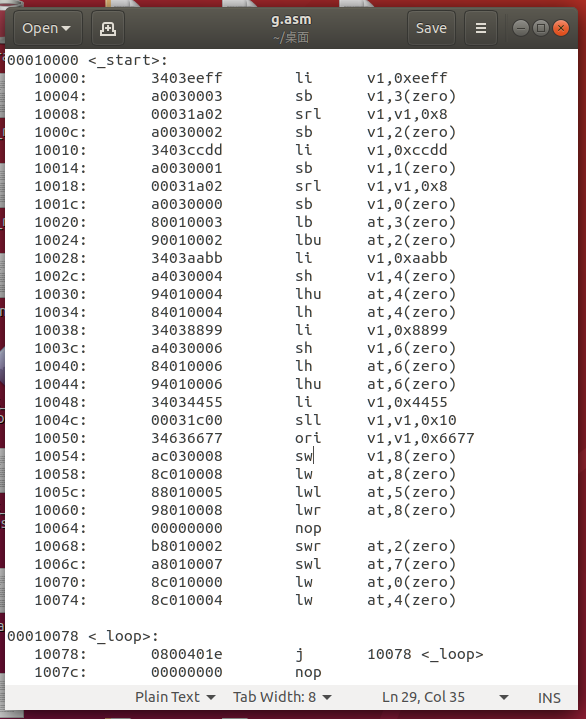 g.asm
Open
~/桌面
Save
00010000 <_start>:
10000: 3403eeff li v1,0xeeff
10004: a0030003 sb v1,3(zero)
10008: 00031a02 srl v1,v1,0x8
1000c: a0030002 sb v1,2(zero)
10010: 3403ccdd li v1,0xccdd
10014: a0030001 sb v1,1(zero)
10018: 00031a02 srl v1,v1,0x8
1001c: a0030000 sb v1,0(zero)
10020: 80010003 lb at,3(zero)
10024: 90010002 lbu at,2(zero)
10028: 3403aabb li v1,0xaabb
1002c: a4030004 sh v1,4(zero)
10030: 94010004 lhu at,4(zero)
10034: 84010004 lh at,4(zero)
10038: 34038899 li v1,0x8899
1003c: a4030006 sh v1,6(zero)
10040: 84010006 lh at,6(zero)
10044: 94010006 lhu at,6(zero)
10048: 34034455 li v1,0x4455
1004c: 00031c00 sll v1,v1,0x10
10050: 34636677 ori v1,v1,0x6677
10054: ac030008 sw v1,8(zero)
10058: 8c010008 lw at,8(zero)
1005c: 88010005 lwl at,5(zero)
10060: 98010008 lwr at,8(zero)
10064: 00000000 nop
10068: b8010002 swr at,2(zero)
1006c: a8010007 swl at,7(zero)
10070: 8c010000 lw at,0(zero)
10074: 8c010004 lw at,4(zero)
00010078 <_loop>:
10078: 0800401e j 10078 <_loop>
1007c: 00000000 nop
Plain Text Tab Width: 8 Ln 29, Col 35 INS